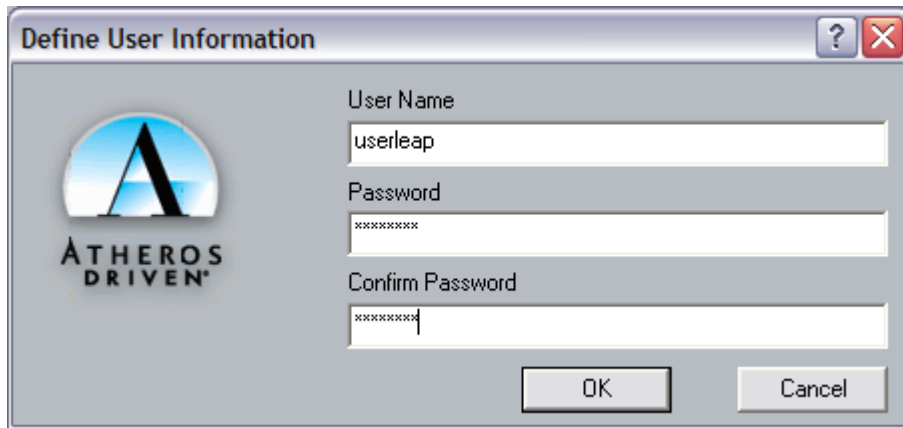 Define User Information
?
User Name
userleap
Password
********
Confirm Password
********
ATHEROS
DRIVEN®
OK
Cancel